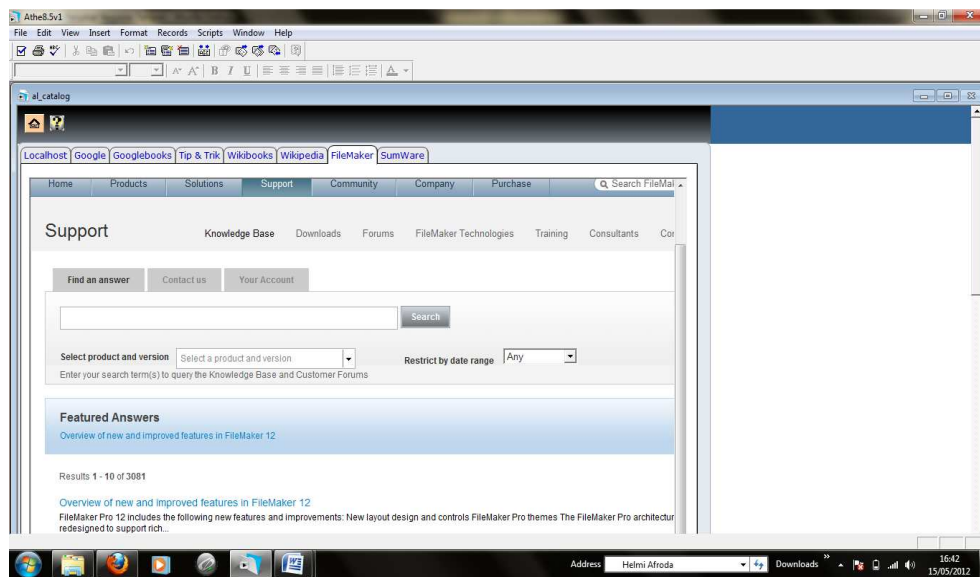 Athe8.5v1
File Edit View Insert Format Records Scripts Window Help
B I U A
al_catalog
Localhost Google Googlebooks Tip & Trik Wikibooks Wikipedia FileMaker SumWare
Home Products Solutions Support Community Company Purchase Search FileMal
Support Knowledge Base Downloads Forums FileMaker Technologies Training Consultants Cor
Find an answer Contact us Your Account
Search
Select product and version Select a product and version Restrict by date range Any
Enter your search term(s) to query the Knowledge Base and Customer Forums
Featured Answers
Overview of new and improved features in FileMaker 12
Results 1 - 10 of 3081
Overview of new and improved features in FileMaker 12
FileMaker Pro 12 includes the following new features and improvements: New layout design and controls FileMaker Pro themes The FileMaker Pro architectur
redesigned to support rich...
Address Helmi Afroda Downloads 16:42
15/05/2012